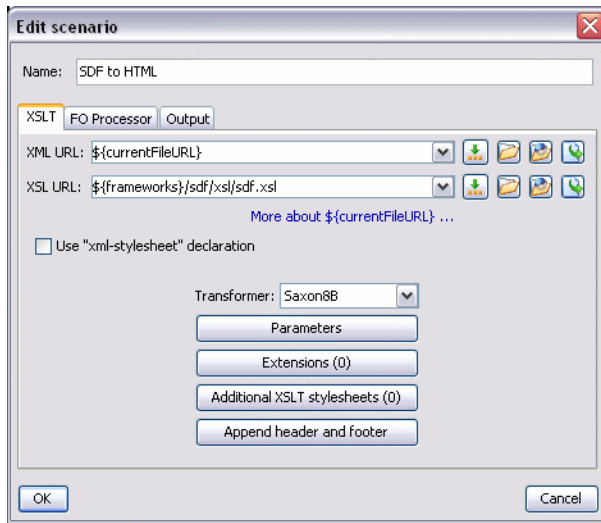 Edit scenario
Name: SDF to HTML
XSLT FO Processor Output
XML URL: ${currentFileURL}
XSL URL: ${frameworks}/sdf/xsl/sdf.xsl
More about ${currentFileURL} ...
Use "xml-stylesheet" declaration
Transformer: Saxon8B
Parameters
Extensions (0)
Additional XSLT stylesheets (0)
Append header and footer
OK Cancel